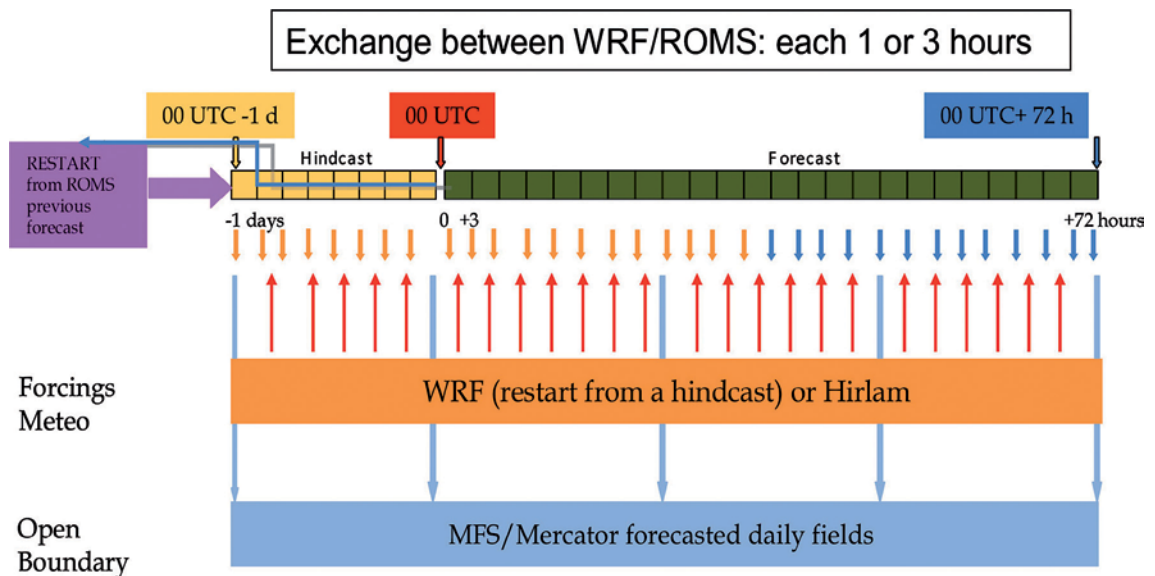 Exchange between WRF/ROMS: each 1 or 3 hours
00 UTC -1 d
00 UTC
00 UTC+ 72 h
RESTART
from ROMS
previous
forecast
Hindcast
Forecast
-1 days
0
+3
+72 hours
Forcings
Meteo
WRF (restart from a hindcast) or Hirlam
Open
Boundary
MFS/Mercator forecasted daily fields